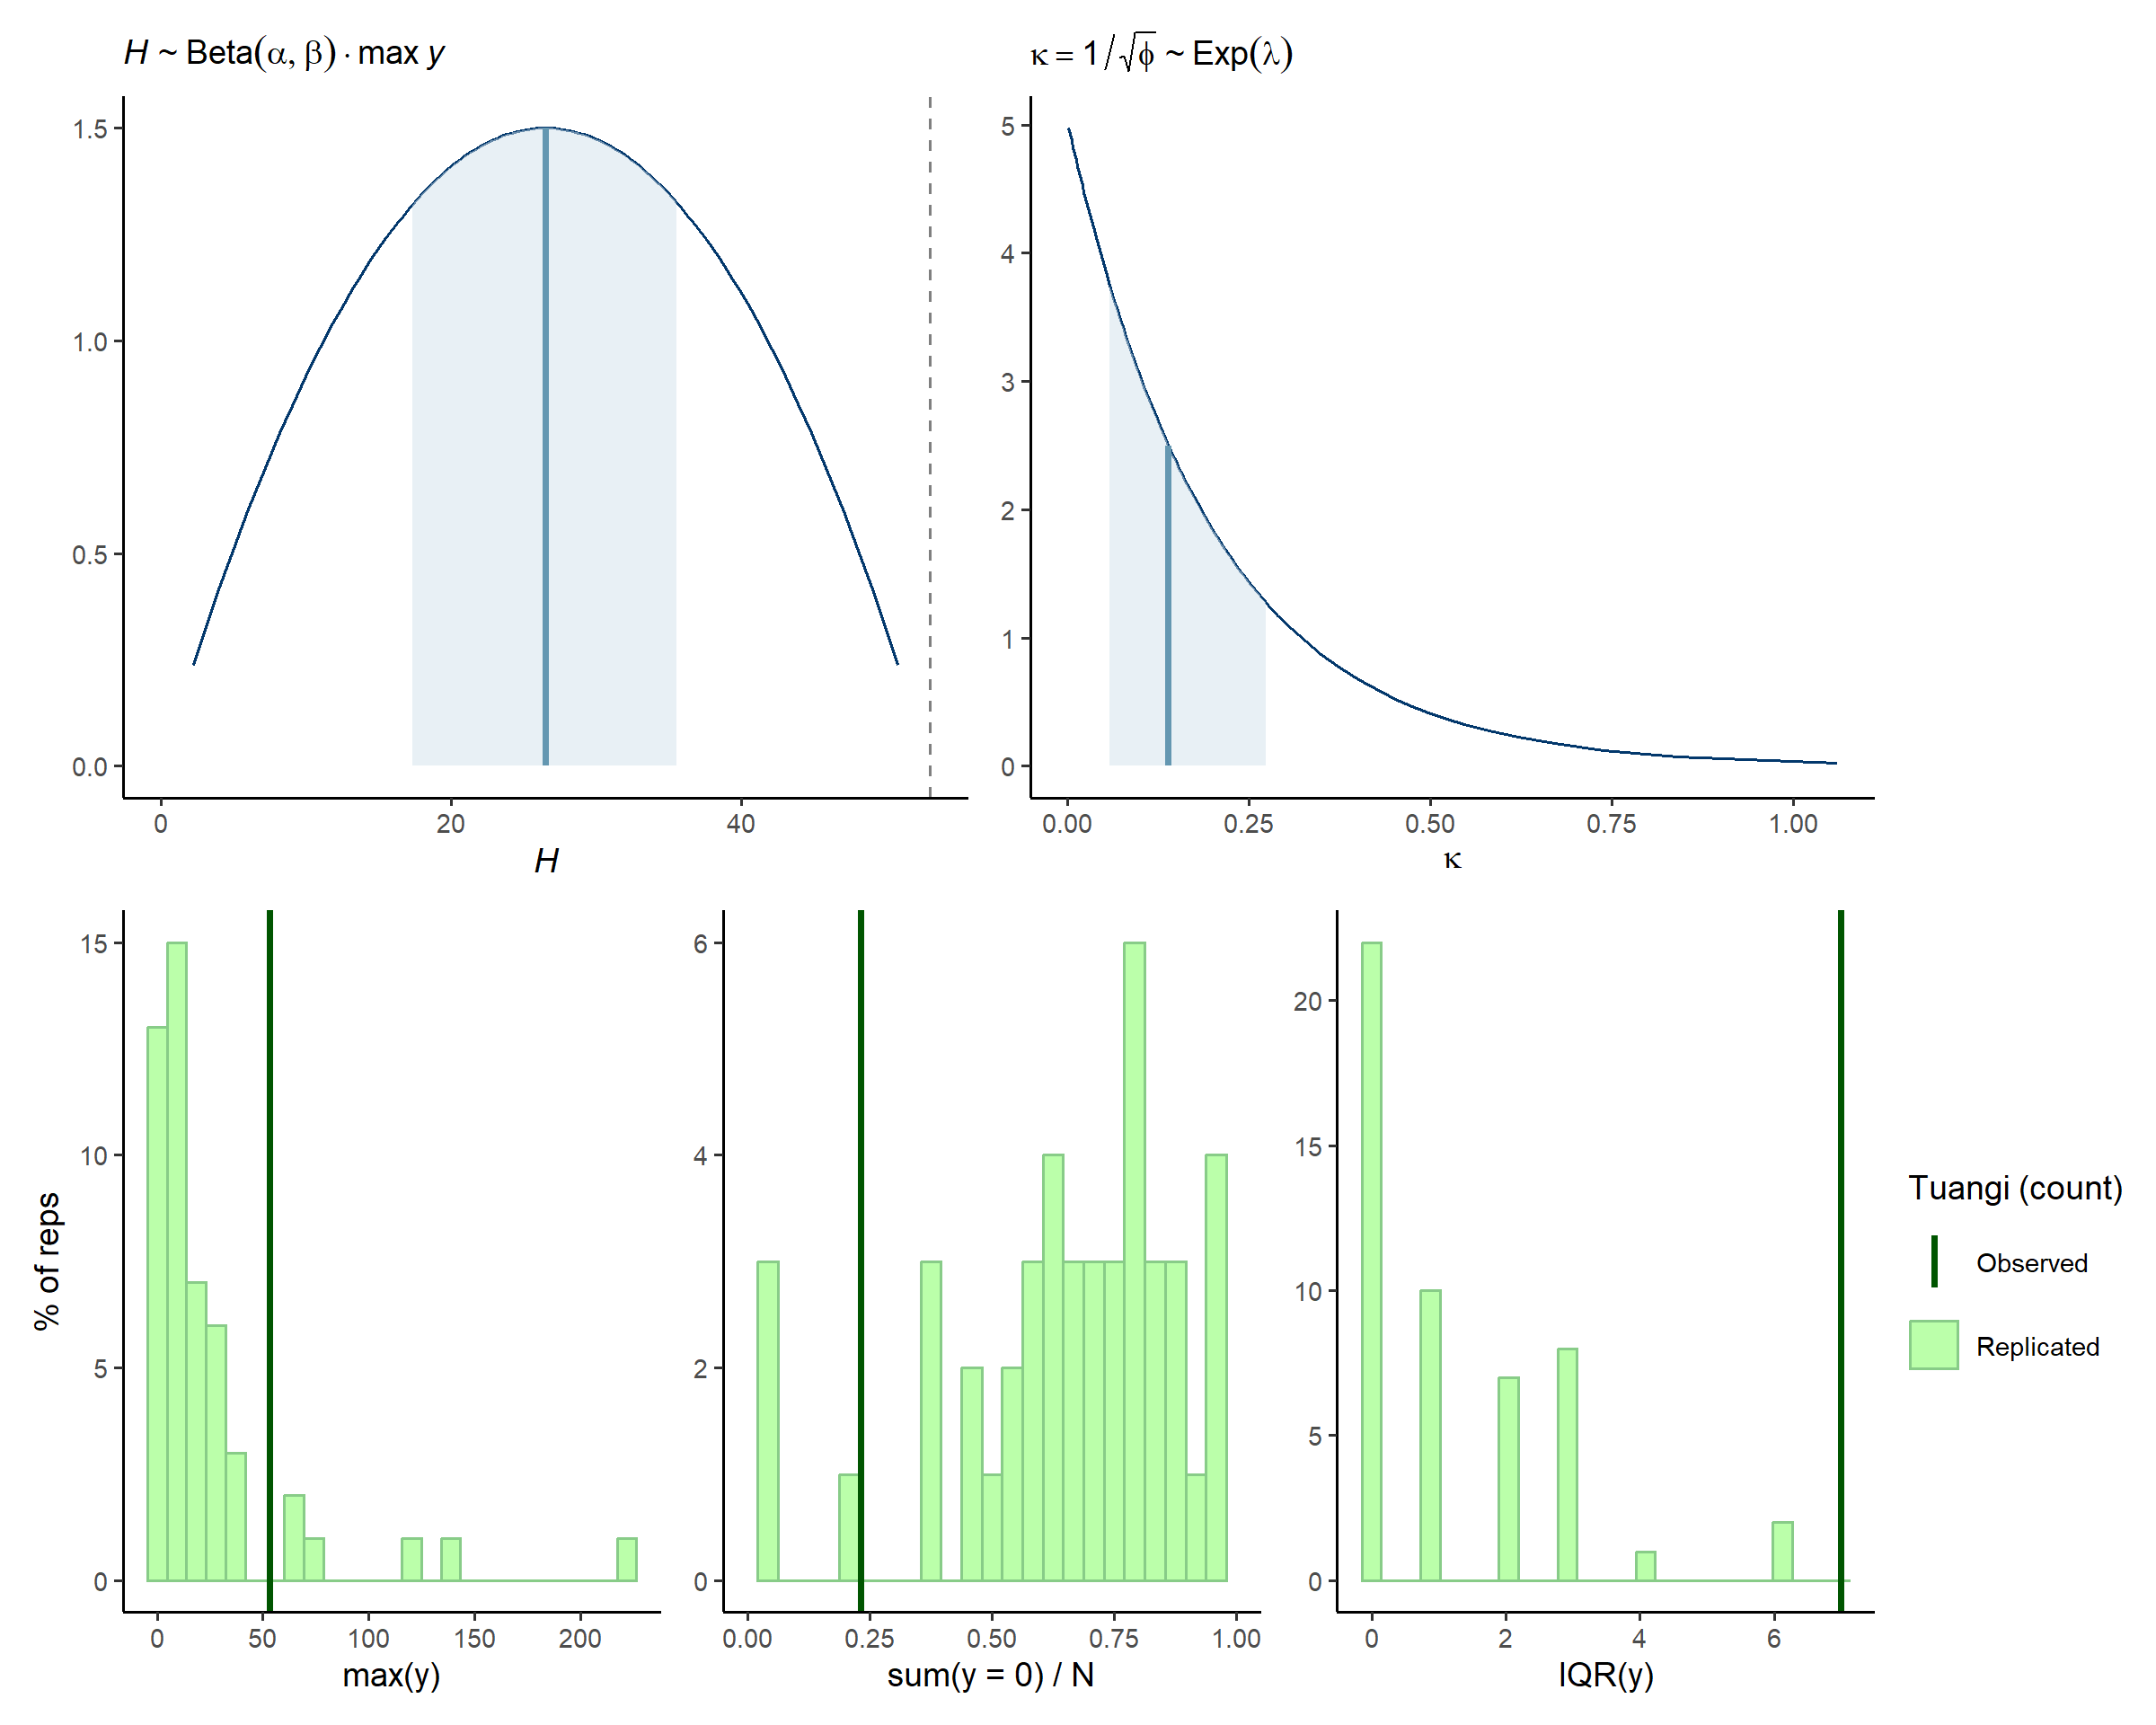 H ~ Beta(α, β) · max y
1.5
1.0
0.5
0.0
0 20 40
H
κ = 1/√ϕ ~ Exp(λ)
5
4
3
2
1
0
0.00 0.25 0.50 0.75 1.00
κ
% of reps
15
10
5
0
0 50 100 150 200
max(y)
6
4
2
0
0.00 0.25 0.50 0.75 1.00
sum(y = 0) / N
20
15
10
5
0
0 2 4 6
IQR(y)
Tuangi (count)
Observed
Replicated